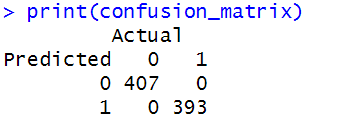 > print(confusion_matrix)
         Actual
Predicted   0   1
        0 407   0
        1   0 393